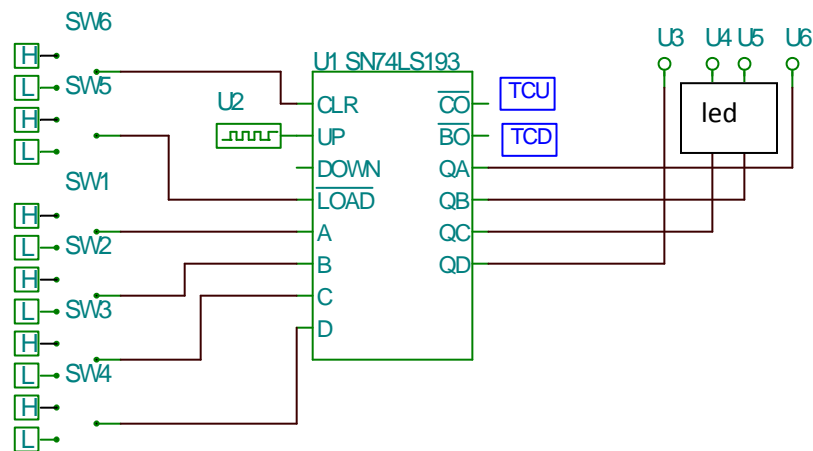 SW6
H
L
SW5
H
L
SW1
H
L
SW2
H
L
SW3
H
L
SW4
H
L
U2
U1 SN74LS193
CLR
UP
DOWN
LOAD
A
B
C
D
CO
BO
QA
QB
QC
QD
TCU
TCD
U3 U4 U5 U6
led